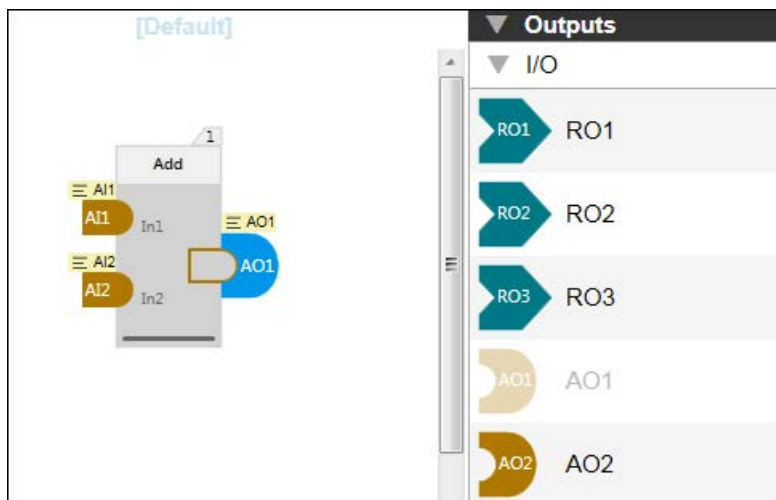 [Default]
1
Add
AI1
AI1
In1
AO1
AO1
AI2
AI2
In2
Outputs
I/O
RO1 RO1
RO2 RO2
RO3 RO3
AO1 AO1
AO2 AO2